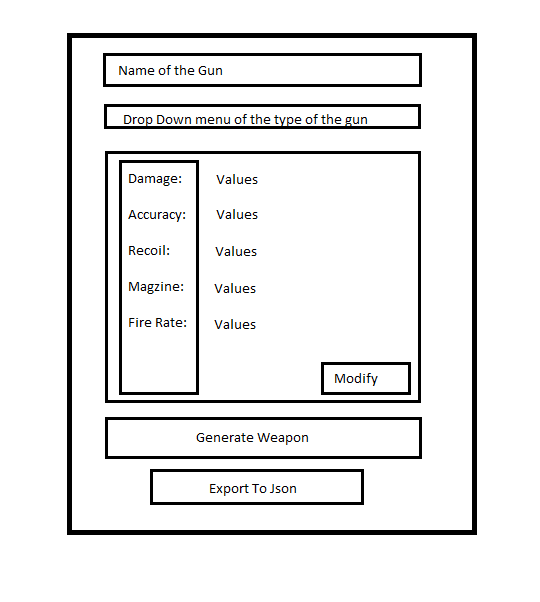 Name of the Gun
Drop Down menu of the type of the gun
Damage: Values
Accuracy: Values
Recoil: Values
Magzine: Values
Fire Rate: Values
Modify
Generate Weapon
Export To Json